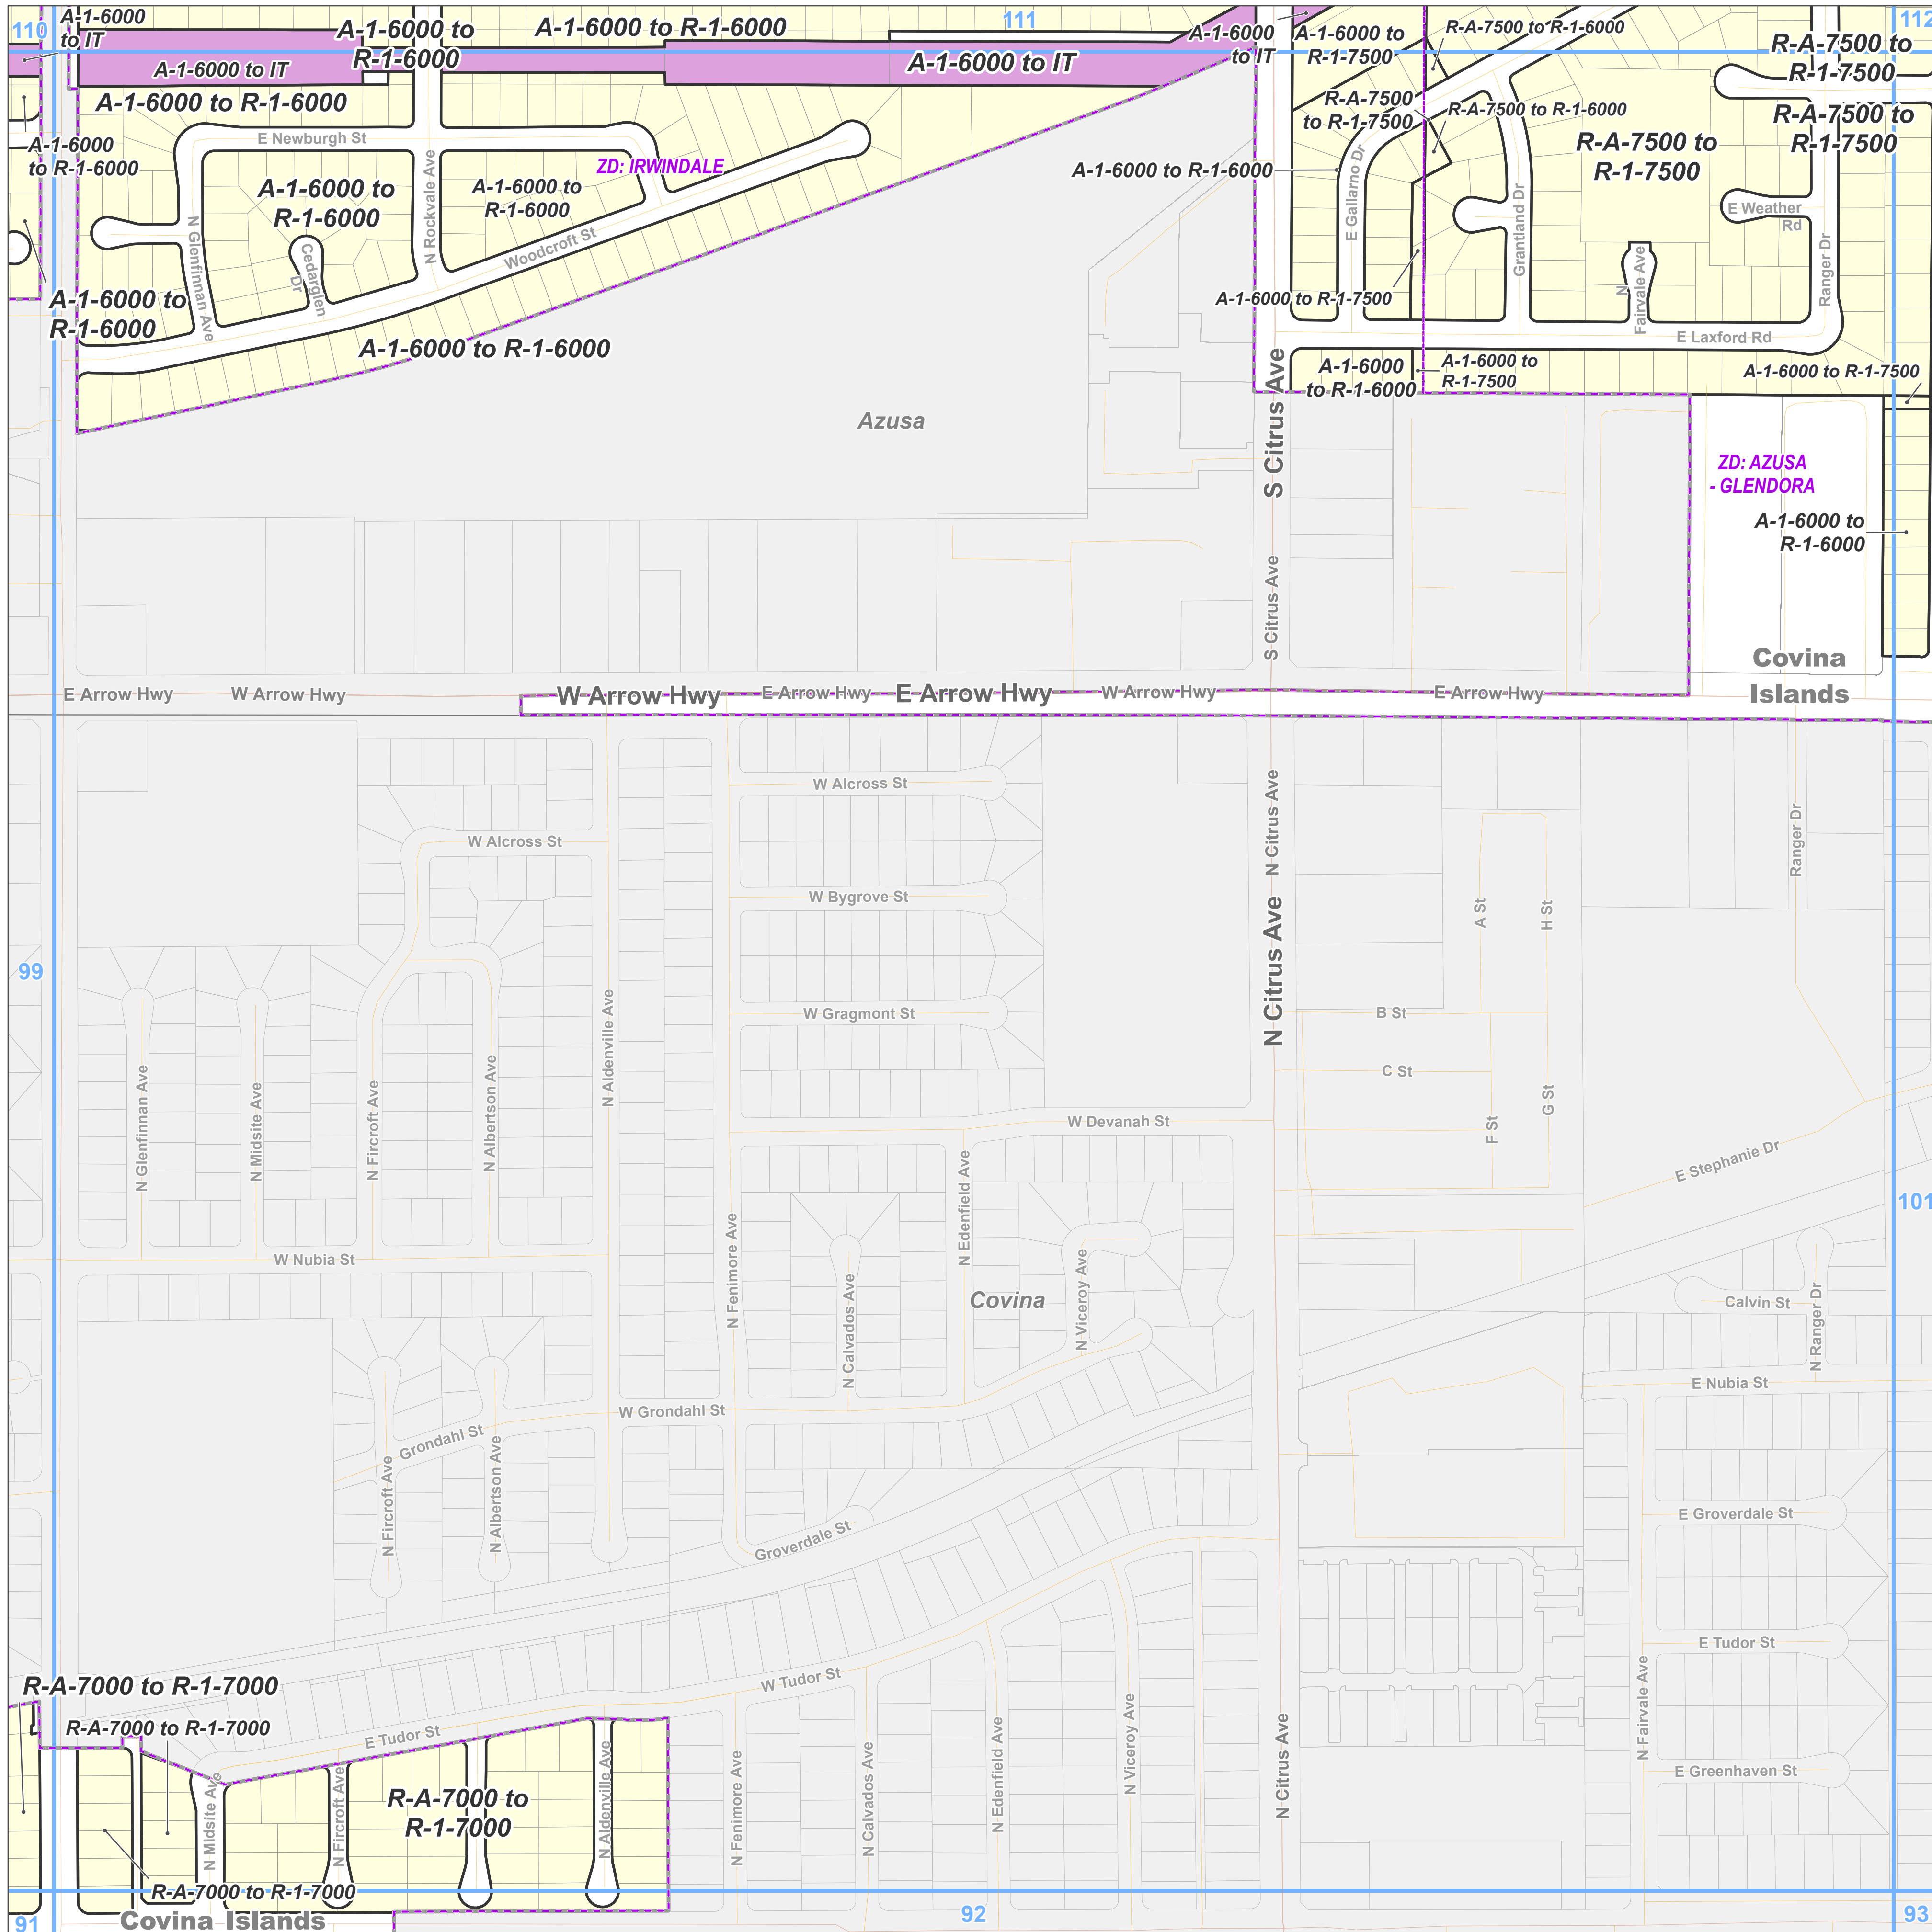 110
A-1-6000
to IT
A-1-6000 to
R-1-6000
A-1-6000 to R-1-6000
111
A-1-6000
to IT
A-1-6000 to
R-1-7500
R-A-7500 to R-1-6000
112
R-A-7500 to
R-1-7500
A-1-6000 to IT
A-1-6000 to IT
A-1-6000 to R-1-6000
R-A-7500
to R-1-7500
R-A-7500 to R-1-6000
R-A-7500 to
R-1-7500
R-A-7500 to
R-1-7500
A-1-6000
to R-1-6000
E Newburgh St
N Rockvale Ave
ZD: IRWINDALE
A-1-6000 to R-1-6000
E Gallarno Dr
Grantland Dr
A-1-6000 to
R-1-6000
A-1-6000 to
R-1-6000
E Weather
Rd
N Glenfinnan Ave
Cedarglen
Dr
Woodcroft St
N
Fairvale Ave
Ranger Dr
A-1-6000 to
R-1-6000
A-1-6000 to R-1-7500
E Laxford Rd
A-1-6000 to R-1-6000
A-1-6000
to R-1-6000
A-1-6000 to
R-1-7500
A-1-6000 to R-1-7500
Azusa
S Citrus Ave
ZD: AZUSA
- GLENDORA
A-1-6000 to
R-1-6000
S Citrus Ave
Covina
Islands
E Arrow Hwy
W Arrow Hwy
W Arrow Hwy
E Arrow Hwy
E Arrow Hwy
W Arrow Hwy
E Arrow Hwy
W Alcross St
N Citrus Ave
Ranger Dr
W Alcross St
W Bygrove St
A St
H St
99
N Citrus Ave
W Gragmont St
B St
N Aldenville Ave
C St
G St
N Glenfinnan Ave
N Midsite Ave
N Fircroft Ave
N Albertson Ave
W Devanah St
F St
E Stephanie Dr
101
N Edenfield Ave
N Fenimore Ave
W Nubia St
N Calvados Ave
Covina
N Viceroy Ave
Calvin St
N Ranger Dr
E Nubia St
W Grondahl St
Grondahl St
N Fircroft Ave
N Albertson Ave
Groverdale St
E Groverdale St
E Tudor St
R-A-7000 to R-1-7000
W Tudor St
R-A-7000 to R-1-7000
E Tudor St
N Fairvale Ave
N Viceroy Ave
N Citrus Ave
E Greenhaven St
R-A-7000 to
R-1-7000
N Midsite Ave
N Fircroft Ave
N Aldenville Ave
N Fenimore Ave
N Calvados Ave
N Edenfield Ave
R-A-7000 to R-1-7000
91
Covina Islands
92
93